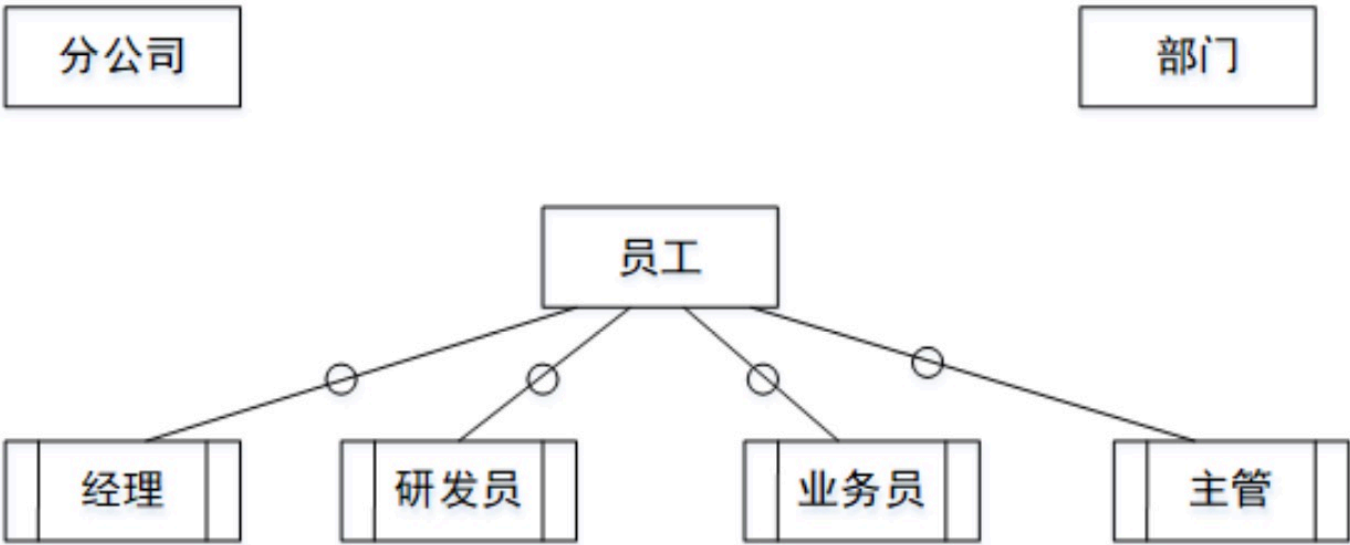 分公司
部门
员工
经理
研发员
业务员
主管